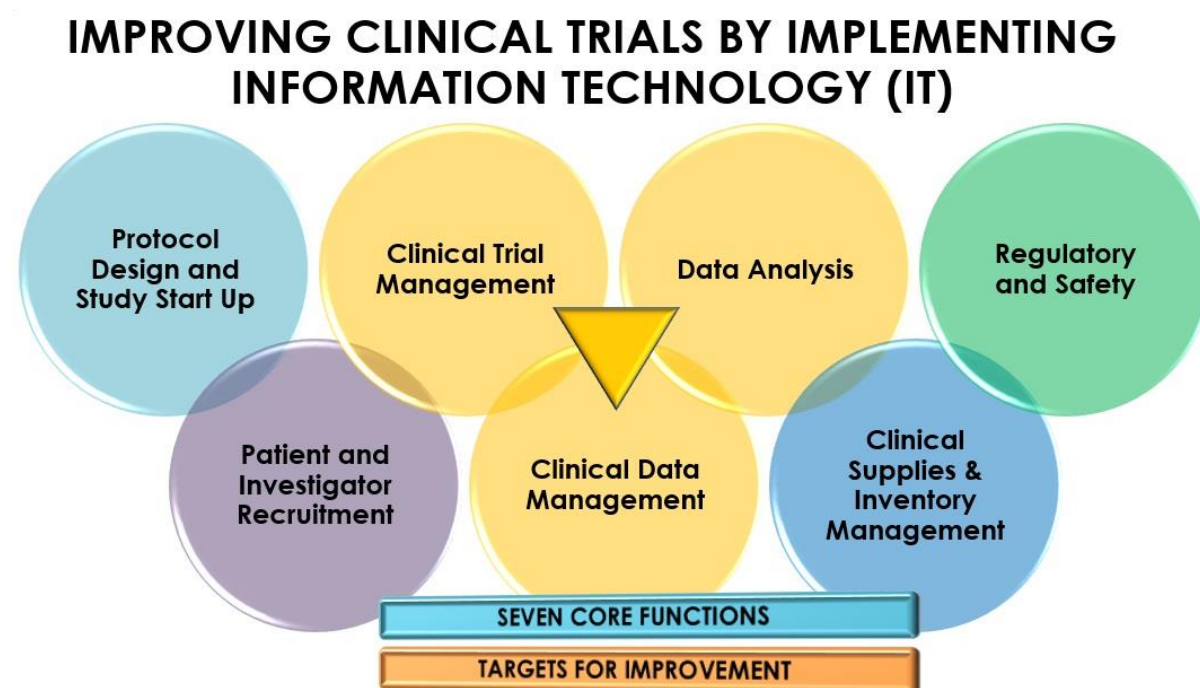 IMPROVING CLINICAL TRIALS BY IMPLEMENTING
INFORMATION TECHNOLOGY (IT)
Protocol
Design and
Study Start Up
Clinical Trial
Management
Data Analysis
Regulatory
and Safety
Patient and
Investigator
Recruitment
Clinical Data
Management
Clinical
Supplies &
Inventory
Management
SEVEN CORE FUNCTIONS
TARGETS FOR IMPROVEMENT